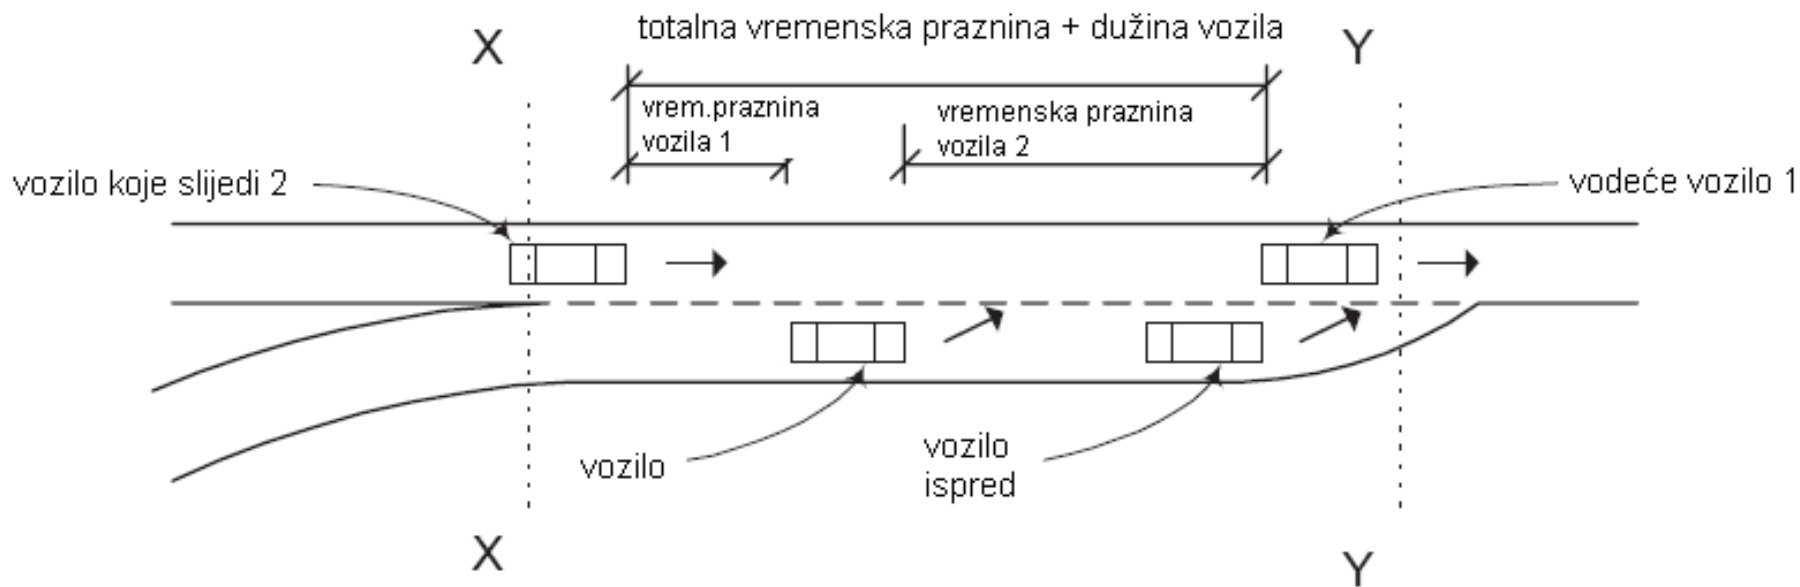 totalna vremenska praznina + dužina vozila
X
Y
vrem.praznina
vozila 1
vremenska praznina
vozila 2
vozilo koje slijedi 2
vodeće vozilo 1
vozilo
vozilo
ispred
X
Y